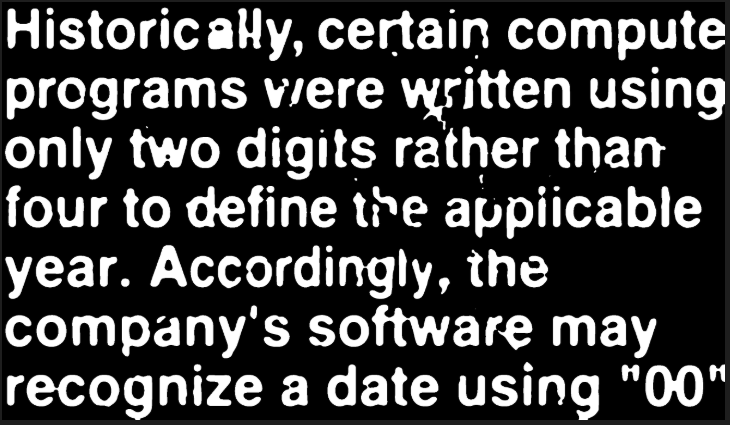 Historically, certain compute
programs were written using
only two digits rather than
four to define the applicable
year. Accordingly, the
company's software may
recognize a date using "00"